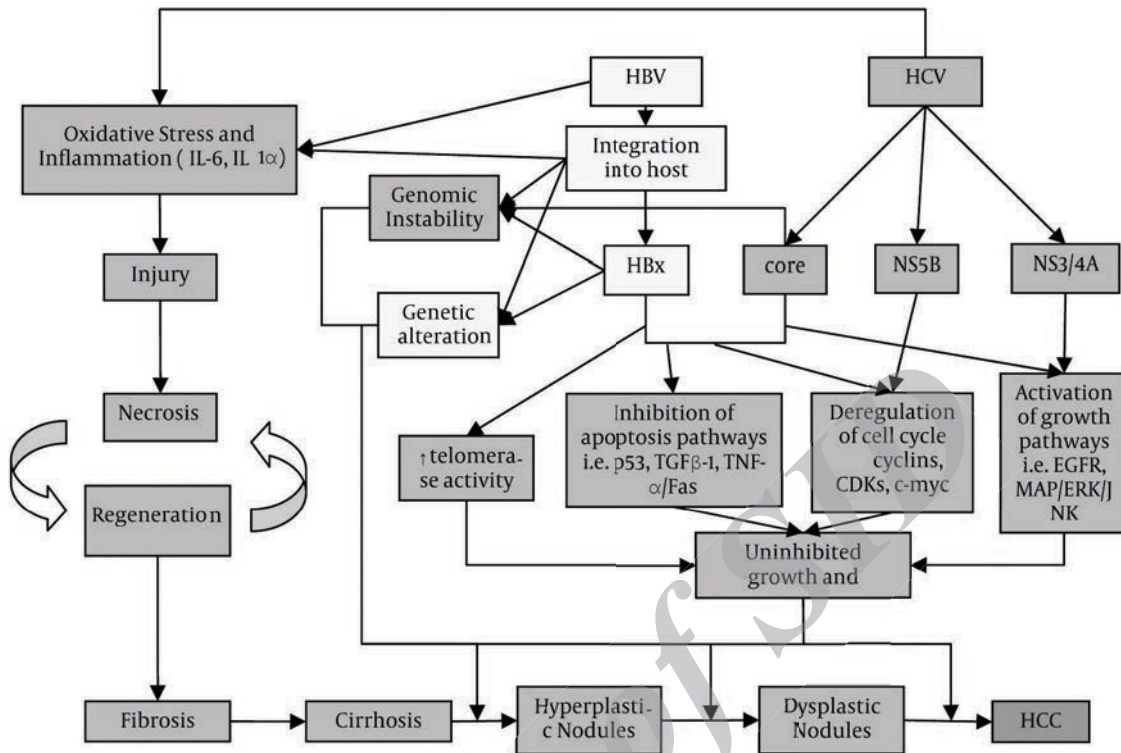 HBV
HCV
Oxidative Stress and
Inflammation ( IL-6, IL 1α)
Integration
into host
Genomic
Instability
Injury
HBx
core
NS5B
NS3/4A
Genetic
alteration
Necrosis
↑telomera-
se activity
Inhibition of
apoptosis pathways
i.e. p53, TGFβ-1, TNF-
α/Fas
Deregulation
of cell cycle
cyclins,
CDKs, c-myc
Activation
of growth
pathways
i.e. EGFR,
MAP/ERK/J
NK
Regeneration
Uninhibited
growth and
Fibrosis
Cirrhosis
Hyperplasti-
c Nodules
Dysplastic
Nodules
HCC
of SID